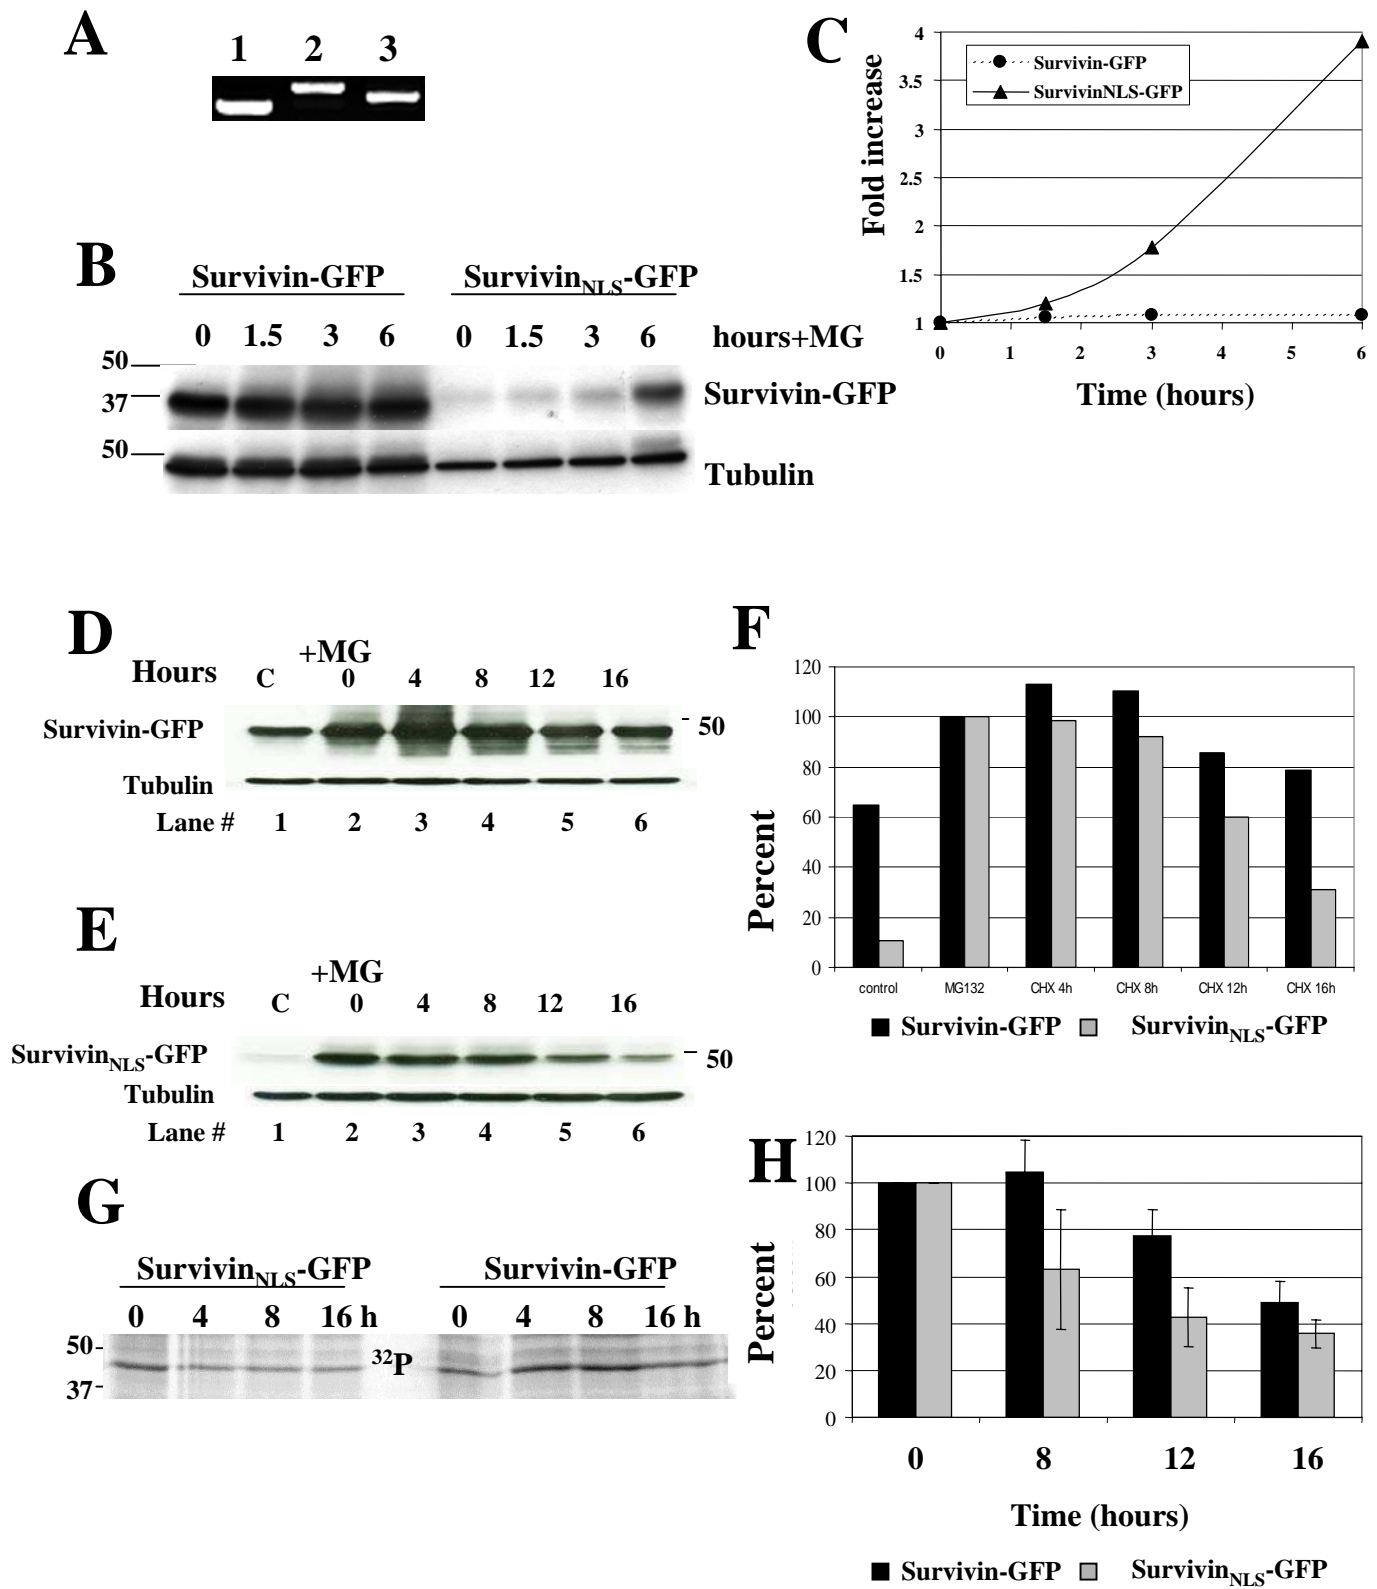 A
1 2 3
B
Survivin-GFP SurvivinNLS-GFP
0 1.5 3 6 0 1.5 3 6 hours+MG
50
37
Survivin-GFP
50
Tubulin
C
4
3.5
3
2.5
2
1.5
1
Fold increase
Survivin-GFP
SurvivinNLS-GFP
0 1 2 3 4 5 6
Time (hours)
D
+MG
Hours C 0 4 8 12 16
Survivin-GFP 50
Tubulin
Lane # 1 2 3 4 5 6
E
+MG
Hours C 0 4 8 12 16
SurvivinNLS-GFP 50
Tubulin
Lane # 1 2 3 4 5 6
F
120
100
80
60
40
20
0
Percent
control MG132 CHX 4h CHX 8h CHX 12h CHX 16h
Survivin-GFP SurvivinNLS-GFP
G
SurvivinNLS-GFP Survivin-GFP
0 4 8 16 h 0 4 8 16 h
50
37
32P
H
120
100
80
60
40
20
0
Percent
0 8 12 16
Time (hours)
Survivin-GFP SurvivinNLS-GFP